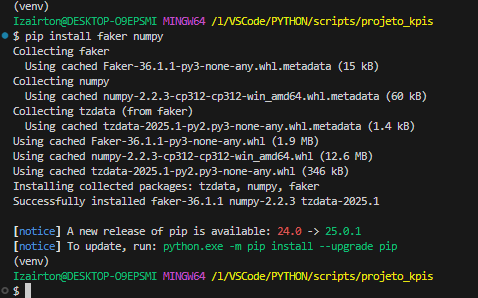 (venv)
Izairton@DESKTOP-O9EPSMI MINGW64 /l/VSCode/PYTHON/scripts/projeto_kpis
$ pip install faker numpy
Collecting faker
  Using cached Faker-36.1.1-py3-none-any.whl.metadata (15 kB)
Collecting numpy
  Using cached numpy-2.2.3-cp312-cp312-win_amd64.whl.metadata (60 kB)
Collecting tzdata (from faker)
  Using cached tzdata-2025.1-py2.py3-none-any.whl.metadata (1.4 kB)
Using cached Faker-36.1.1-py3-none-any.whl (1.9 MB)
Using cached numpy-2.2.3-cp312-cp312-win_amd64.whl (12.6 MB)
Using cached tzdata-2025.1-py2.py3-none-any.whl (346 kB)
Installing collected packages: tzdata, numpy, faker
Successfully installed faker-36.1.1 numpy-2.2.3 tzdata-2025.1

[notice] A new release of pip is available: 24.0 -> 25.0.1
[notice] To update, run: python.exe -m pip install --upgrade pip
(venv)
Izairton@DESKTOP-O9EPSMI MINGW64 /l/VSCode/PYTHON/scripts/projeto_kpis
$